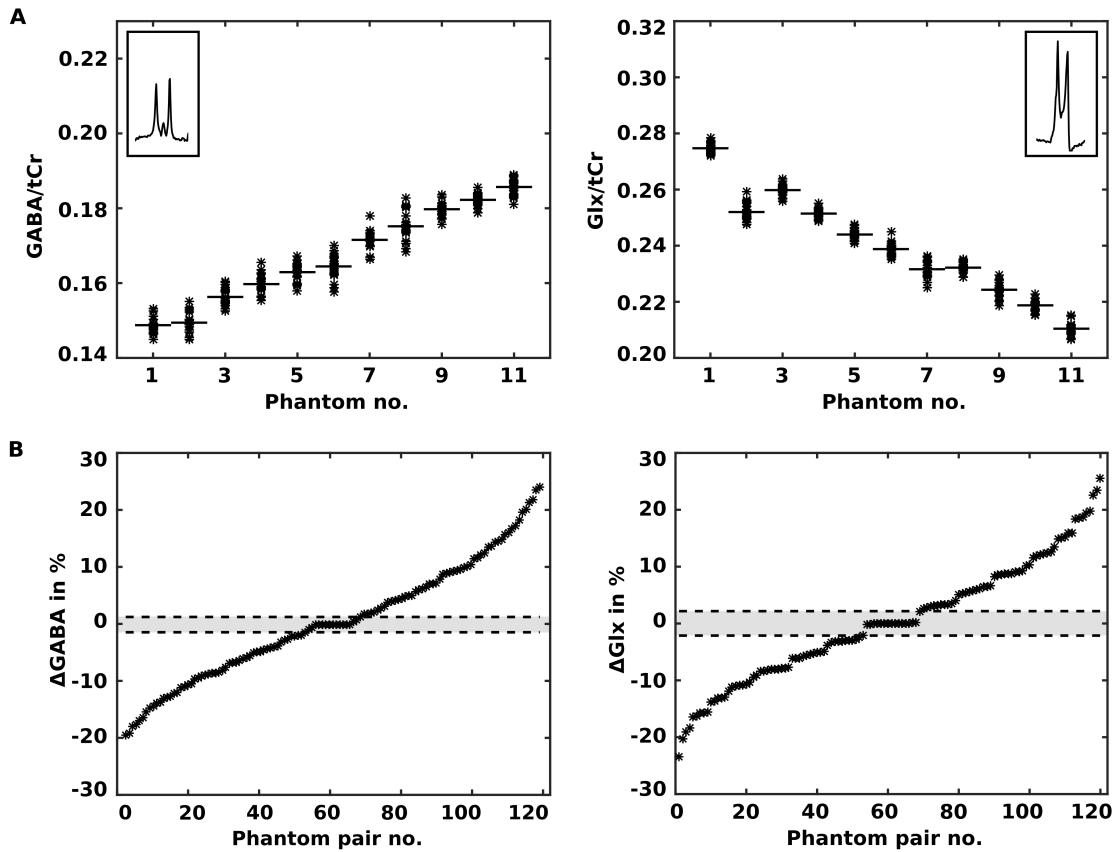 A
GABA/tCr
0.22
0.20
0.18
0.16
0.14
1 3 5 7 9 11
Phantom no.
Glx/tCr
0.32
0.30
0.28
0.26
0.24
0.22
0.20
1 3 5 7 9 11
Phantom no.
B
ΔGABA in %
30
20
10
0
-10
-20
-30
0 20 40 60 80 100 120
Phantom pair no.
ΔGlx in %
30
20
10
0
-10
-20
-30
0 20 40 60 80 100 120
Phantom pair no.